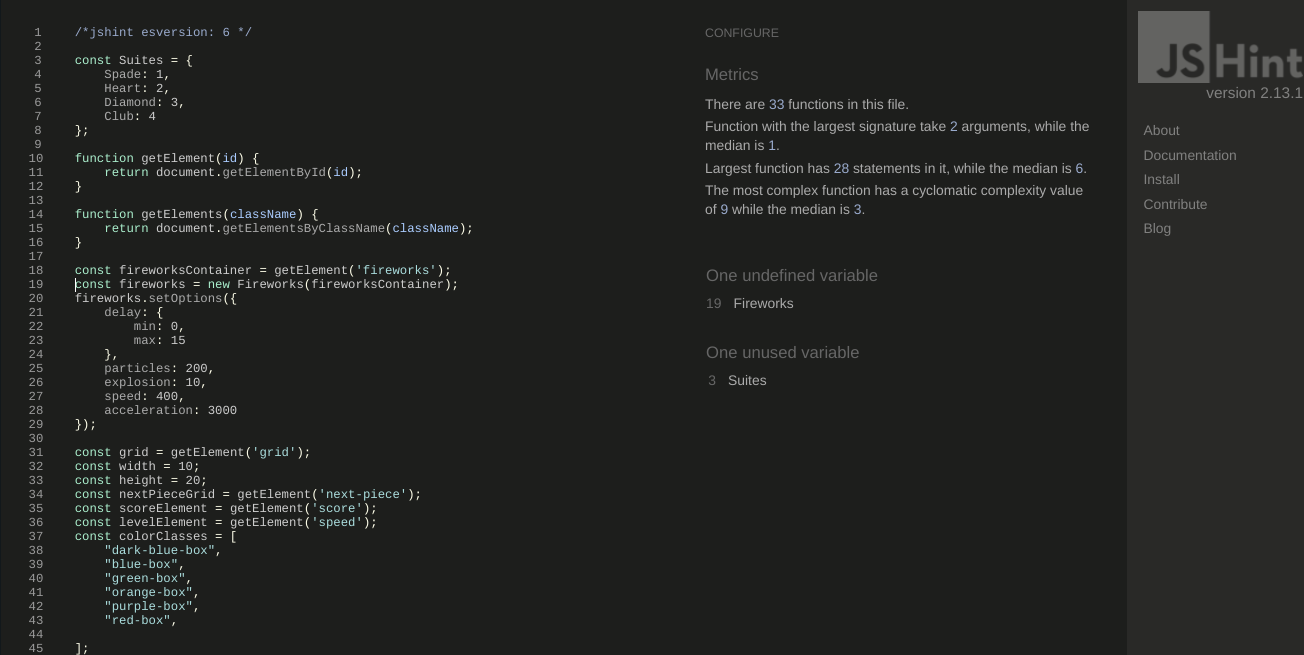 1 /*jshint esversion: 6 */
2
3 const Suites = {
4     Spade: 1,
5     Heart: 2,
6     Diamond: 3,
7     Club: 4
8 };
9
10 function getElement(id) {
11     return document.getElementById(id);
12 }
13
14 function getElements(className) {
15     return document.getElementsByClassName(className);
16 }
17
18 const fireworksContainer = getElement('fireworks');
19 const fireworks = new Fireworks(fireworksContainer);
20 fireworks.setOptions({
21     delay: {
22         min: 0,
23         max: 15
24     },
25     particles: 200,
26     explosion: 10,
27     speed: 400,
28     acceleration: 3000
29 });
30
31 const grid = getElement('grid');
32 const width = 10;
33 const height = 20;
34 const nextPieceGrid = getElement('next-piece');
35 const scoreElement = getElement('score');
36 const levelElement = getElement('speed');
37 const colorClasses = [
38     "dark-blue-box",
39     "blue-box",
40     "green-box",
41     "orange-box",
42     "purple-box",
43     "red-box",
44
45 ];
CONFIGURE
Metrics
There are 33 functions in this file.
Function with the largest signature take 2 arguments, while the
median is 1.
Largest function has 28 statements in it, while the median is 6.
The most complex function has a cyclomatic complexity value
of 9 while the median is 3.
One undefined variable
19 Fireworks
One unused variable
3 Suites
JSHint
version 2.13.1
About
Documentation
Install
Contribute
Blog